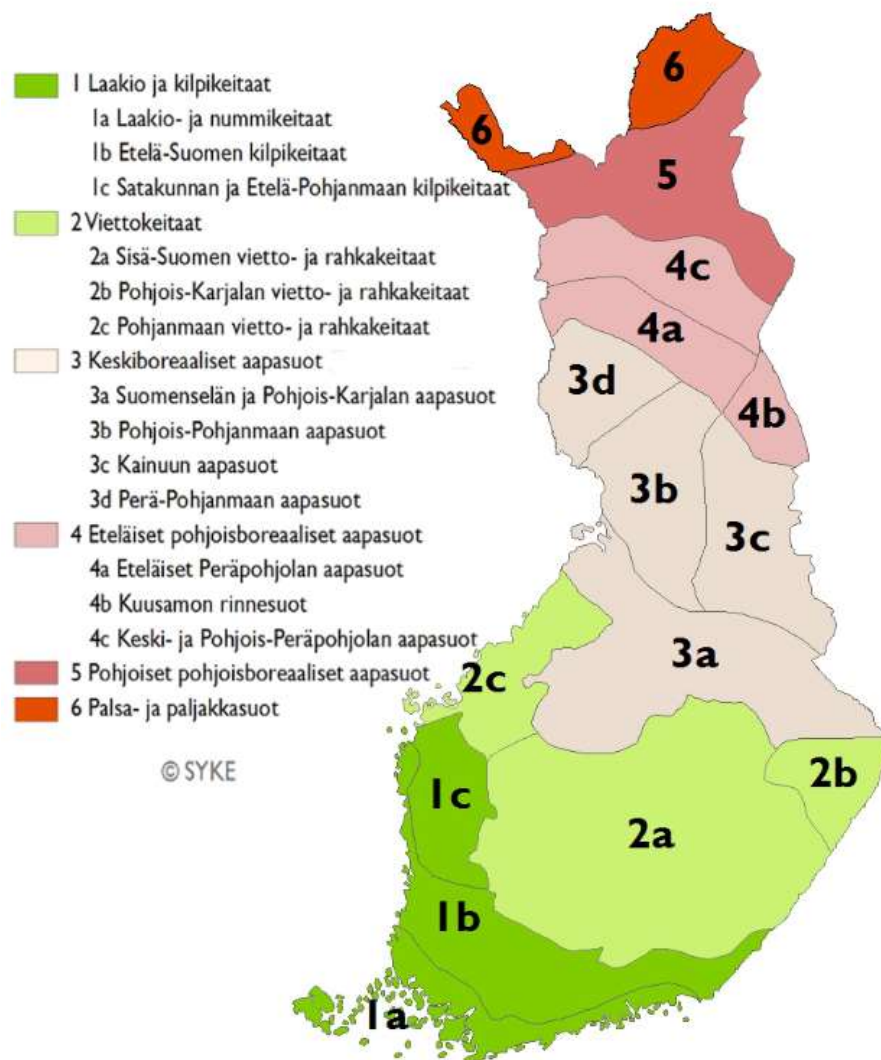 1 Laakio ja kilpikeitaat
1a Laakio- ja nummikeitaat
1b Etelä-Suomen kilpikeitaat
1c Satakunnan ja Etelä-Pohjanmaan kilpikeitaat
2 Viettokeitaat
2a Sisä-Suomen vietto- ja rahkakeitaat
2b Pohjois-Karjalan vietto- ja rahkakeitaat
2c Pohjanmaan vietto- ja rahkakeitaat
3 Keskiboreaaliset aapasuot
3a Suomenselän ja Pohjois-Karjalan aapasuot
3b Pohjois-Pohjanmaan aapasuot
3c Kainuun aapasuot
3d Perä-Pohjanmaan aapasuot
4 Eteläiset pohjoisboreaaliset aapasuot
4a Eteläiset Peräpohjolan aapasuot
4b Kuusamon rinnesuot
4c Keski- ja Pohjois-Peräpohjolan aapasuot
5 Pohjoiset pohjoisboreaaliset aapasuot
6 Palsa- ja paljakkasuot
© SYKE
6
6
5
4c
4a
3d
4b
3b
3c
3a
2c
2b
1c
2a
1b
1a